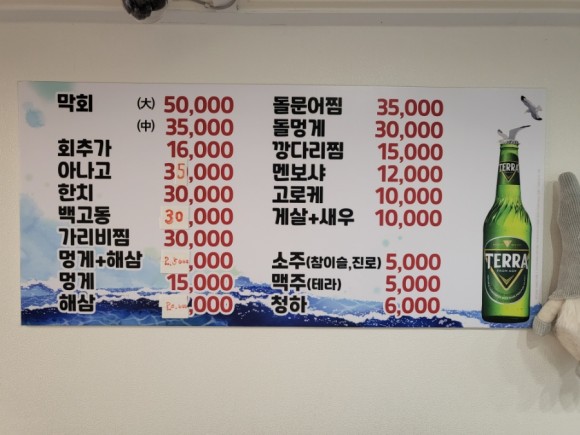 막회 (大) 50,000
(中) 35,000
회추가 16,000
아나고 35,000
한치 30,000
백고동 30,000
가리비찜 30,000
멍게+해삼 ,000
멍게 15,000
해삼 ,000
돌문어찜 35,000
돌멍게 30,000
깡다리찜 15,000
멘보샤 12,000
고로케 10,000
게살+새우 10,000
소주(참이슬,진로) 5,000
맥주(테라) 5,000
청하 6,000
TERRA
TERRA